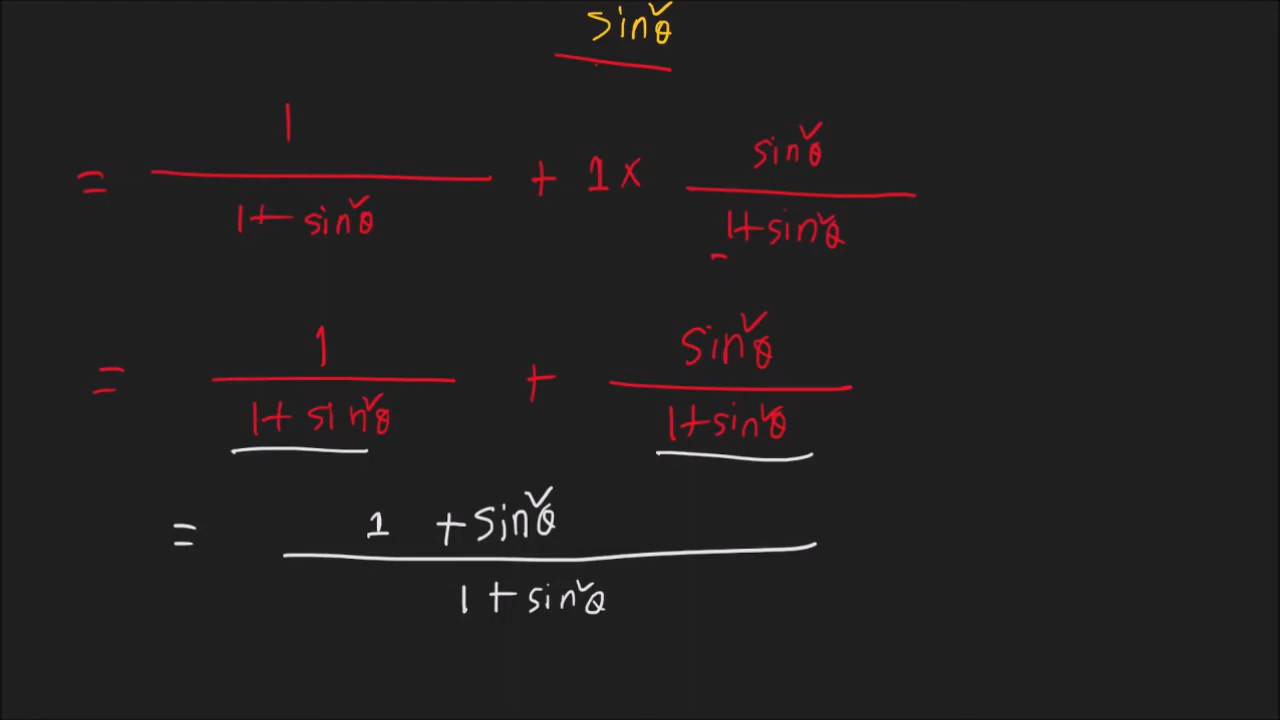 sin²θ
= 1 / (1 + sin²θ) + 1 × sin²θ / (1 + sin²θ)
= 1 / (1 + sin²θ) + sin²θ / (1 + sin²θ)
= (1 + sin²θ) / (1 + sin²θ)